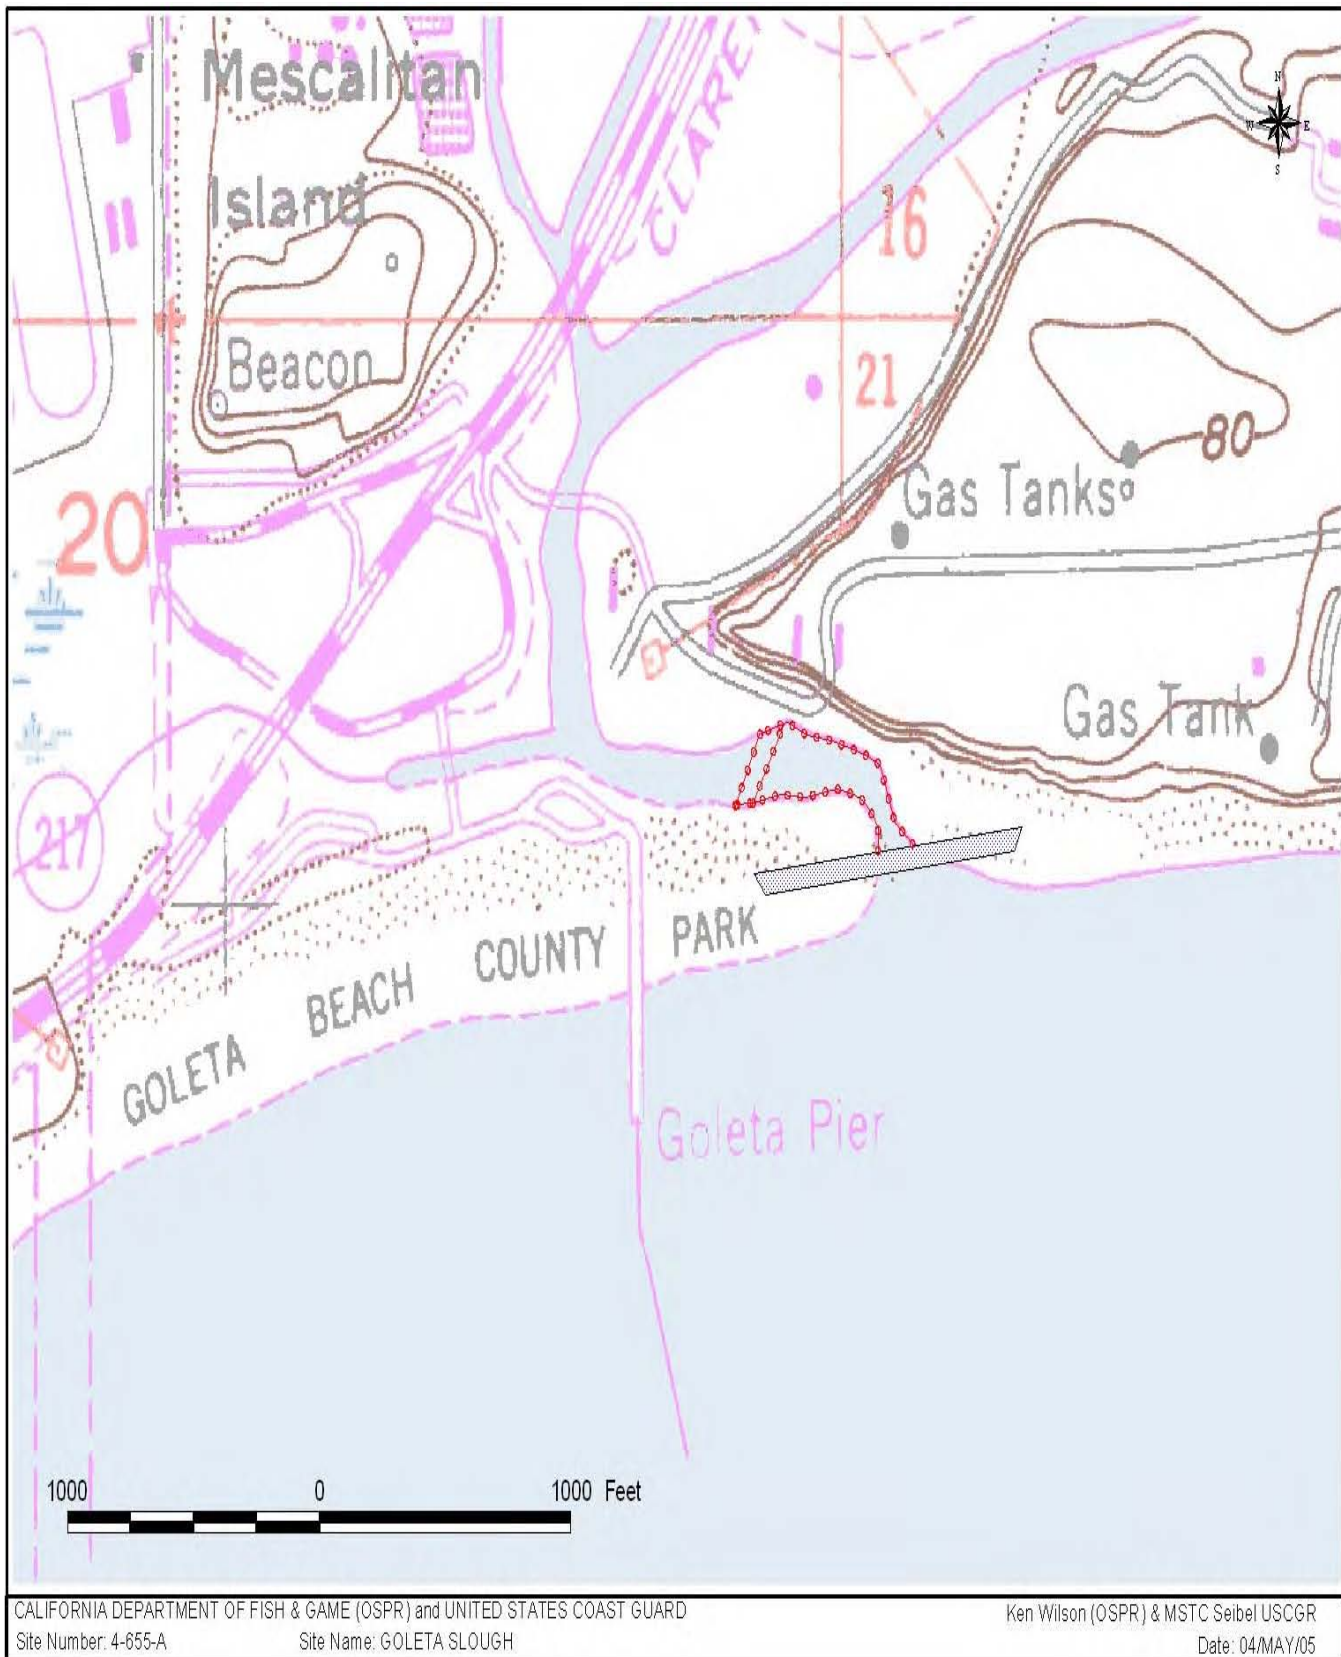 Mescalitan
Island
CLARE
N
W E
S
16
Beacon
21
80
20
Gas Tanks
Gas Tank
217
GOLETA BEACH COUNTY PARK
Goleta Pier
1000 0 1000 Feet
CALIFORNIA DEPARTMENT OF FISH & GAME (OSPR) and UNITED STATES COAST GUARD
Ken Wilson (OSPR) & MSTC Seibel USCGR
Site Number: 4-655-A Site Name: GOLETA SLOUGH
Date: 04/MAY/05